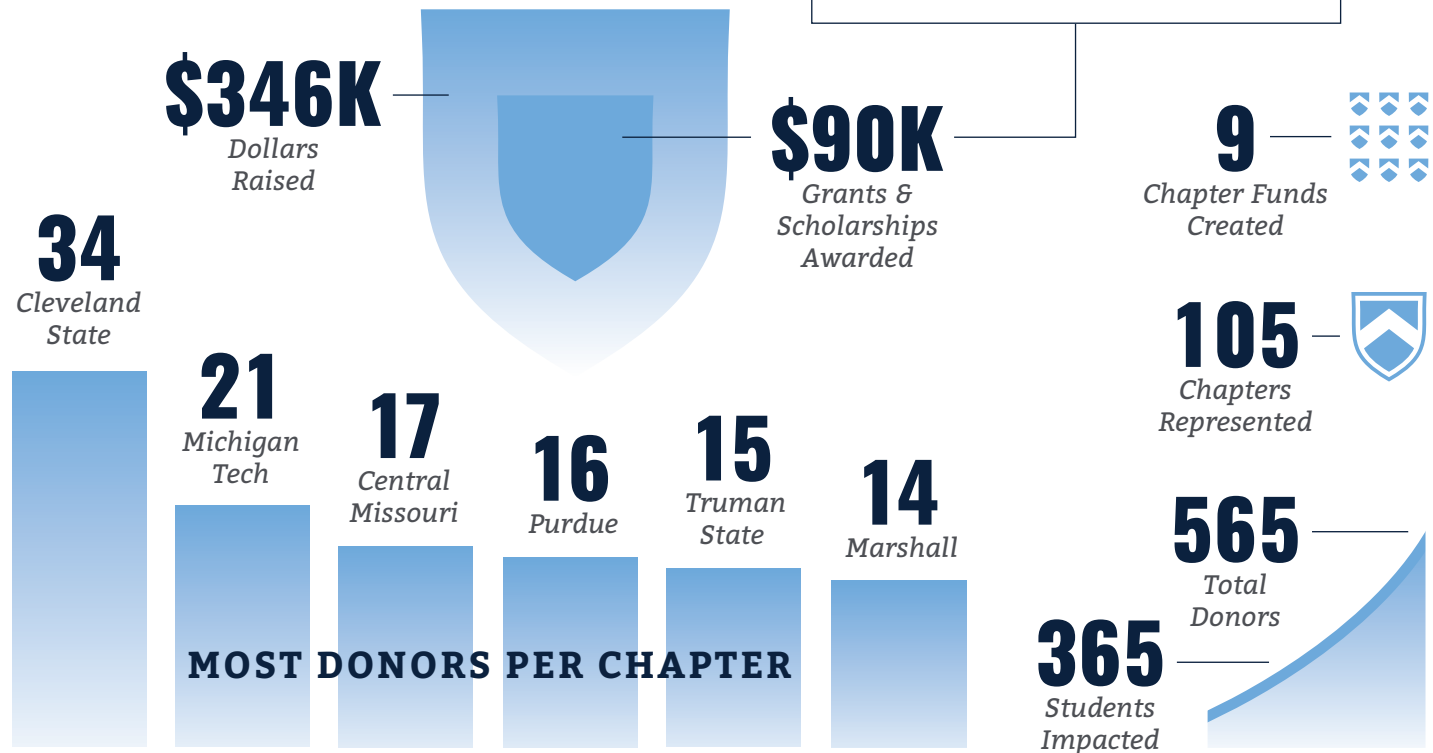 $346K
Dollars
Raised
$90K
Grants &
Scholarships
Awarded
9
Chapter Funds
Created
34
Cleveland
State
21
Michigan
Tech
17
Central
Missouri
16
Purdue
15
Truman
State
14
Marshall
MOST DONORS PER CHAPTER
105
Chapters
Represented
565
Total
Donors
365
Students
Impacted